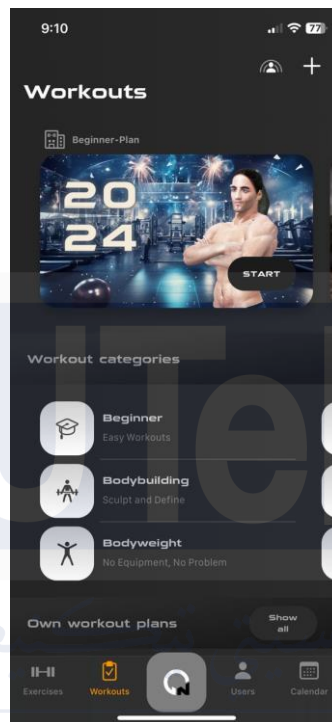 9:10
77
Workouts
Beginner-Plan
20
24
START
Workout categories
Beginner
Easy Workouts
Bodybuilding
Sculpt and Define
Bodyweight
No Equipment, No Problem
Own workout plans
Show
all
Exercises
Workouts
Users
Calendar
UTe